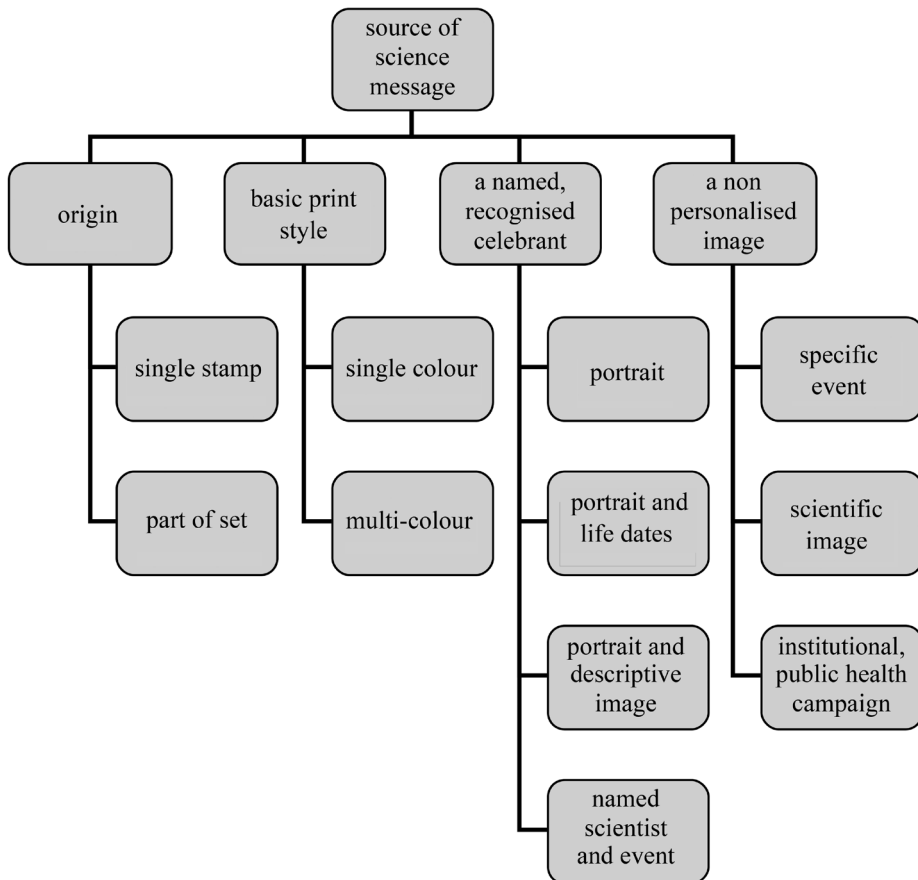 source of
science
message
origin
basic print
style
a named,
recognised
celebrant
a non
personalised
image
single stamp
single colour
portrait
specific
event
part of set
multi-colour
portrait and
life dates
scientific
image
portrait and
descriptive
image
institutional,
public health
campaign
named
scientist
and event